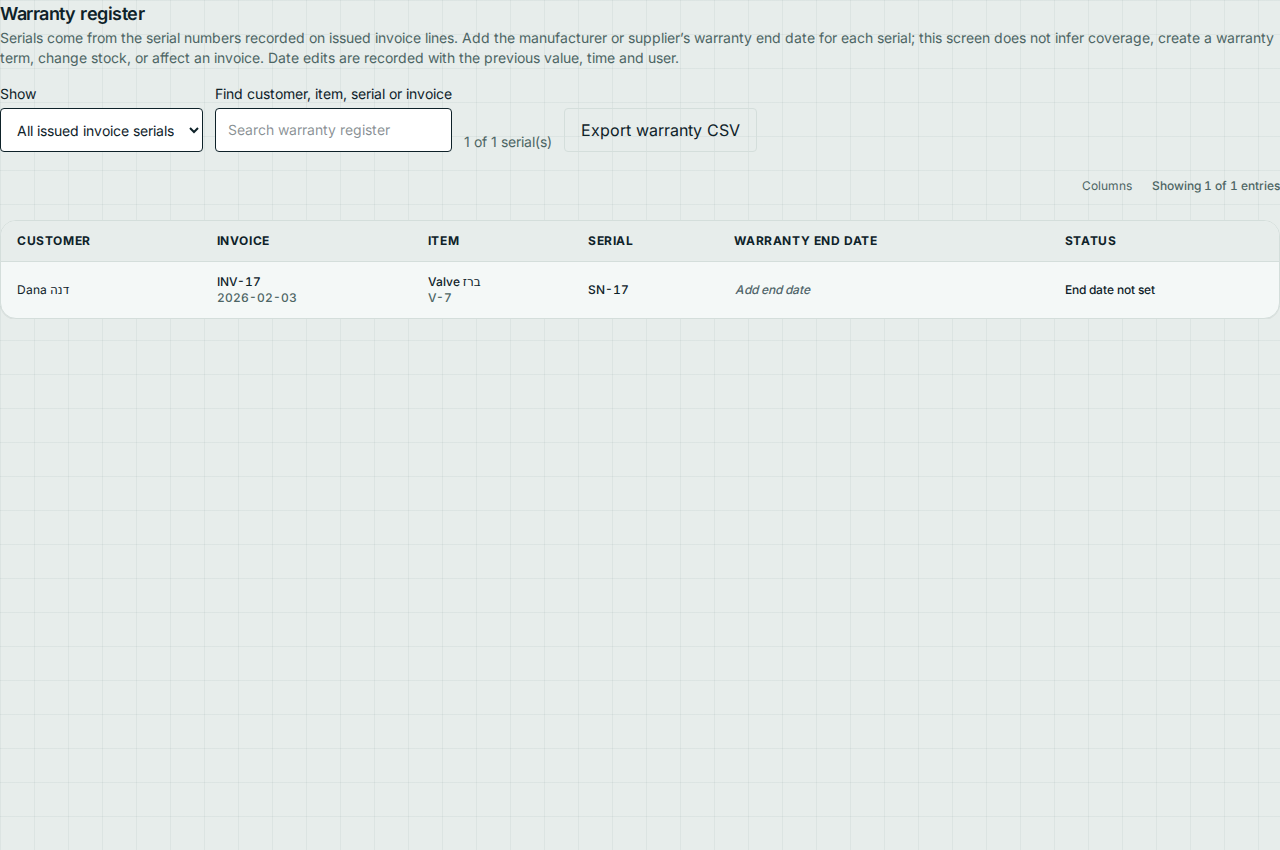 Warranty register
Serials come from the serial numbers recorded on issued invoice lines. Add the manufacturer or supplier’s warranty end date for each serial; this screen does not infer coverage, create a warranty
term, change stock, or affect an invoice. Date edits are recorded with the previous value, time and user.
Show
Find customer, item, serial or invoice
All issued invoice serials
Search warranty register
1 of 1 serial(s)
Export warranty CSV
Columns
Showing 1 of 1 entries
CUSTOMER INVOICE ITEM SERIAL WARRANTY END DATE STATUS
Dana דנה
INV-17
2026-02-03
Valve ברז
V-7
SN-17
Add end date
End date not set